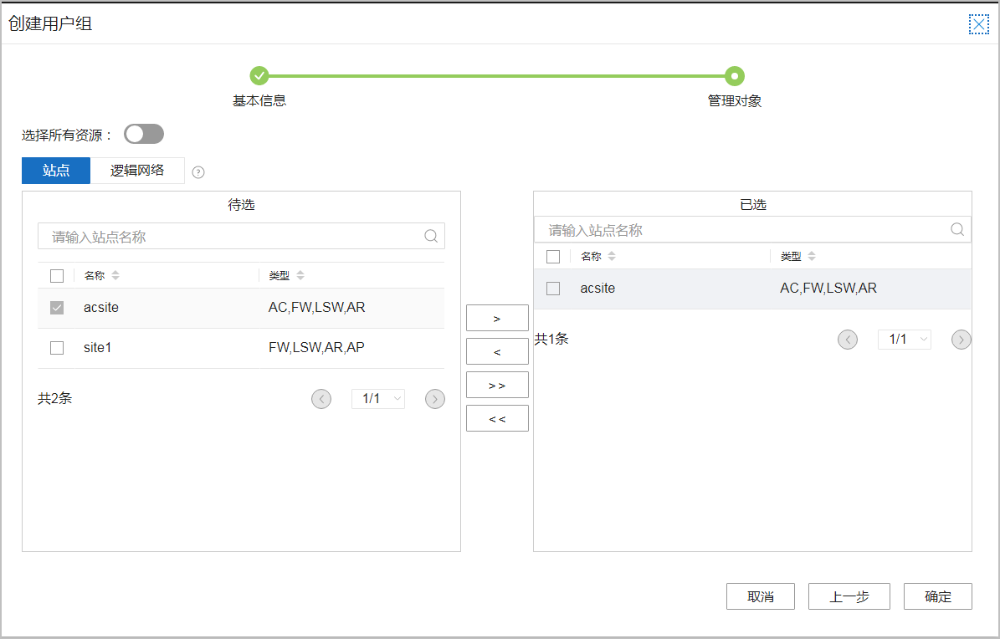 创建用户组
基本信息
管理对象
选择所有资源：
站点 逻辑网络 ?
待选
请输入站点名称
名称 类型
acsite AC,FW,LSW,AR
site1 FW,LSW,AR,AP
共2条 1/1
>
<
>>
<<
已选
请输入站点名称
名称 类型
acsite AC,FW,LSW,AR
共1条 1/1
取消 上一步 确定